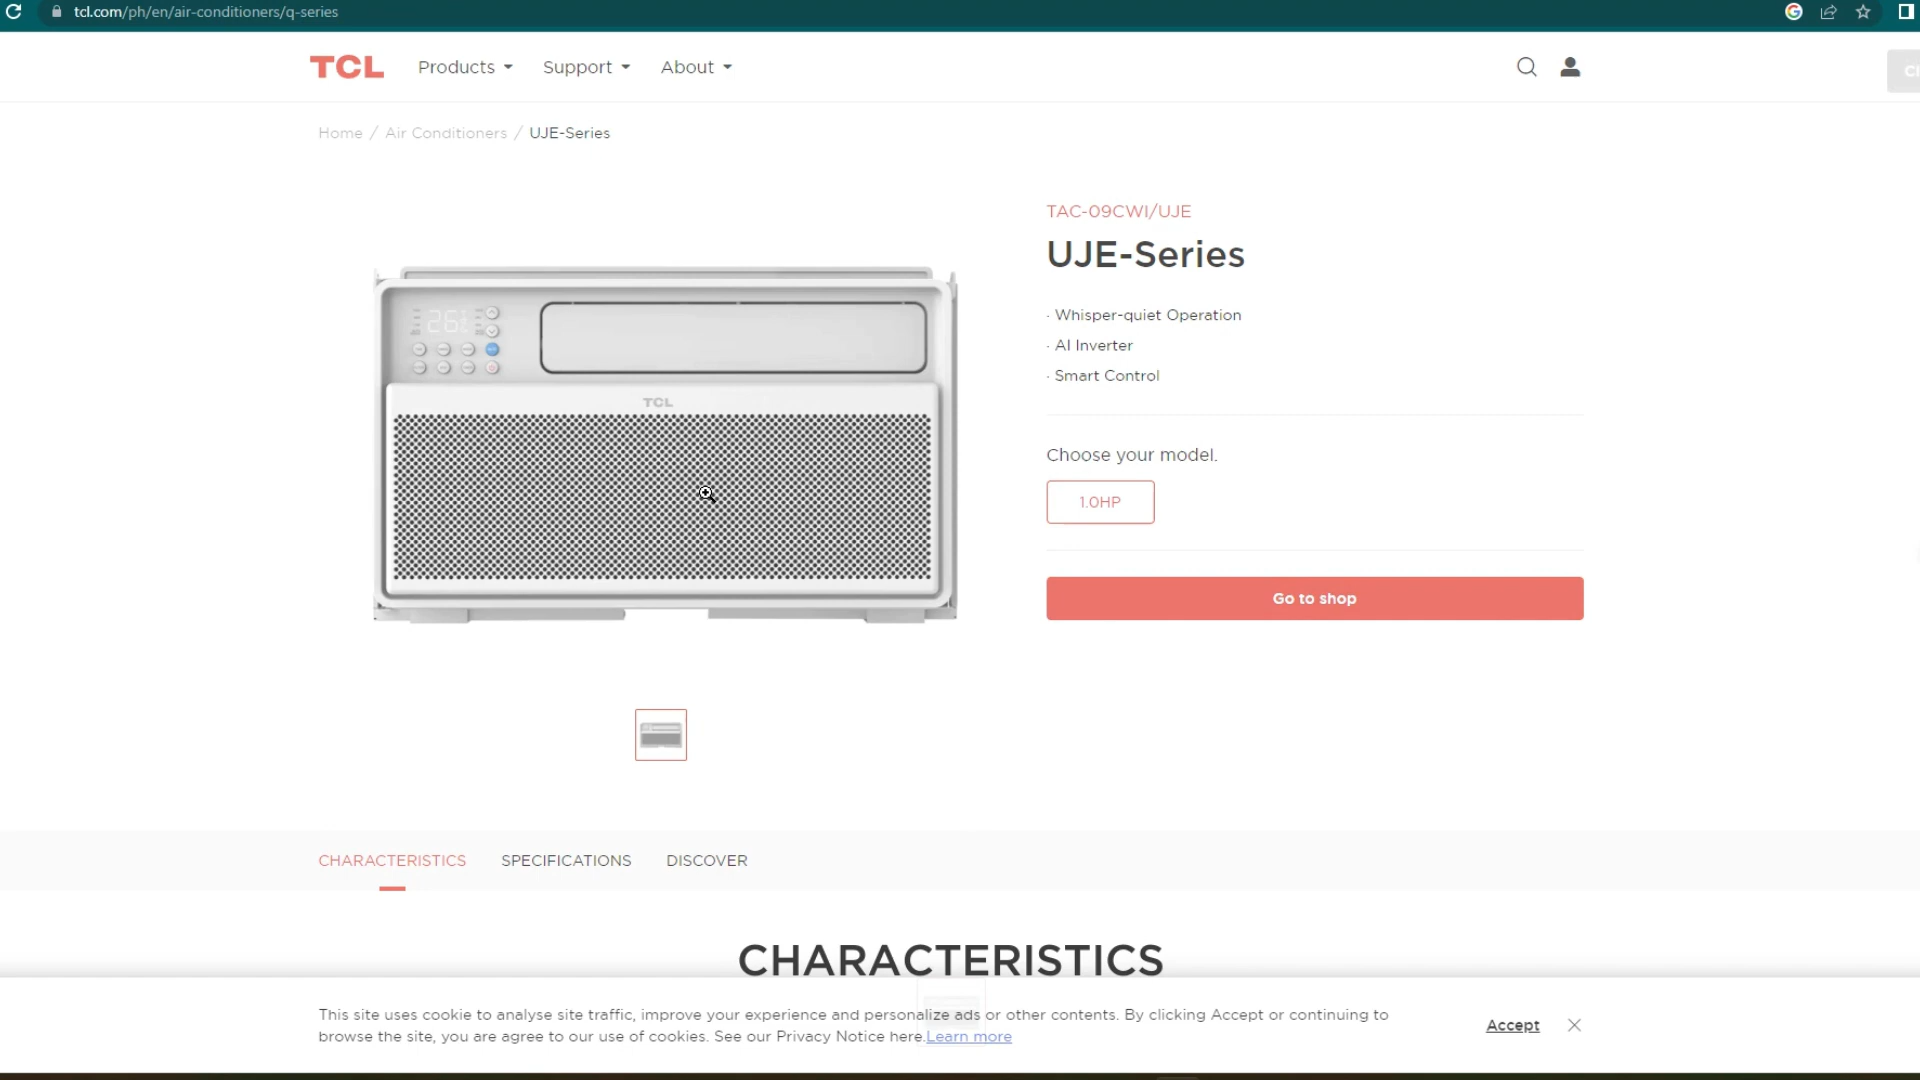 tcl.com/ph/en/air-conditioners/q-series
TCL
Products
Support
About
Home / Air Conditioners / UJE-Series
TAC-09CWI/UJE
UJE-Series
· Whisper-quiet Operation
· AI Inverter
· Smart Control
Choose your model.
1.0HP
Go to shop
26
TCL
CHARACTERISTICS
SPECIFICATIONS
DISCOVER
CHARACTERISTICS
This site uses cookie to analyse site traffic, improve your experience and personalize ads or other contents. By clicking Accept or continuing to
browse the site, you are agree to our use of cookies. See our Privacy Notice here.Learn more
Accept